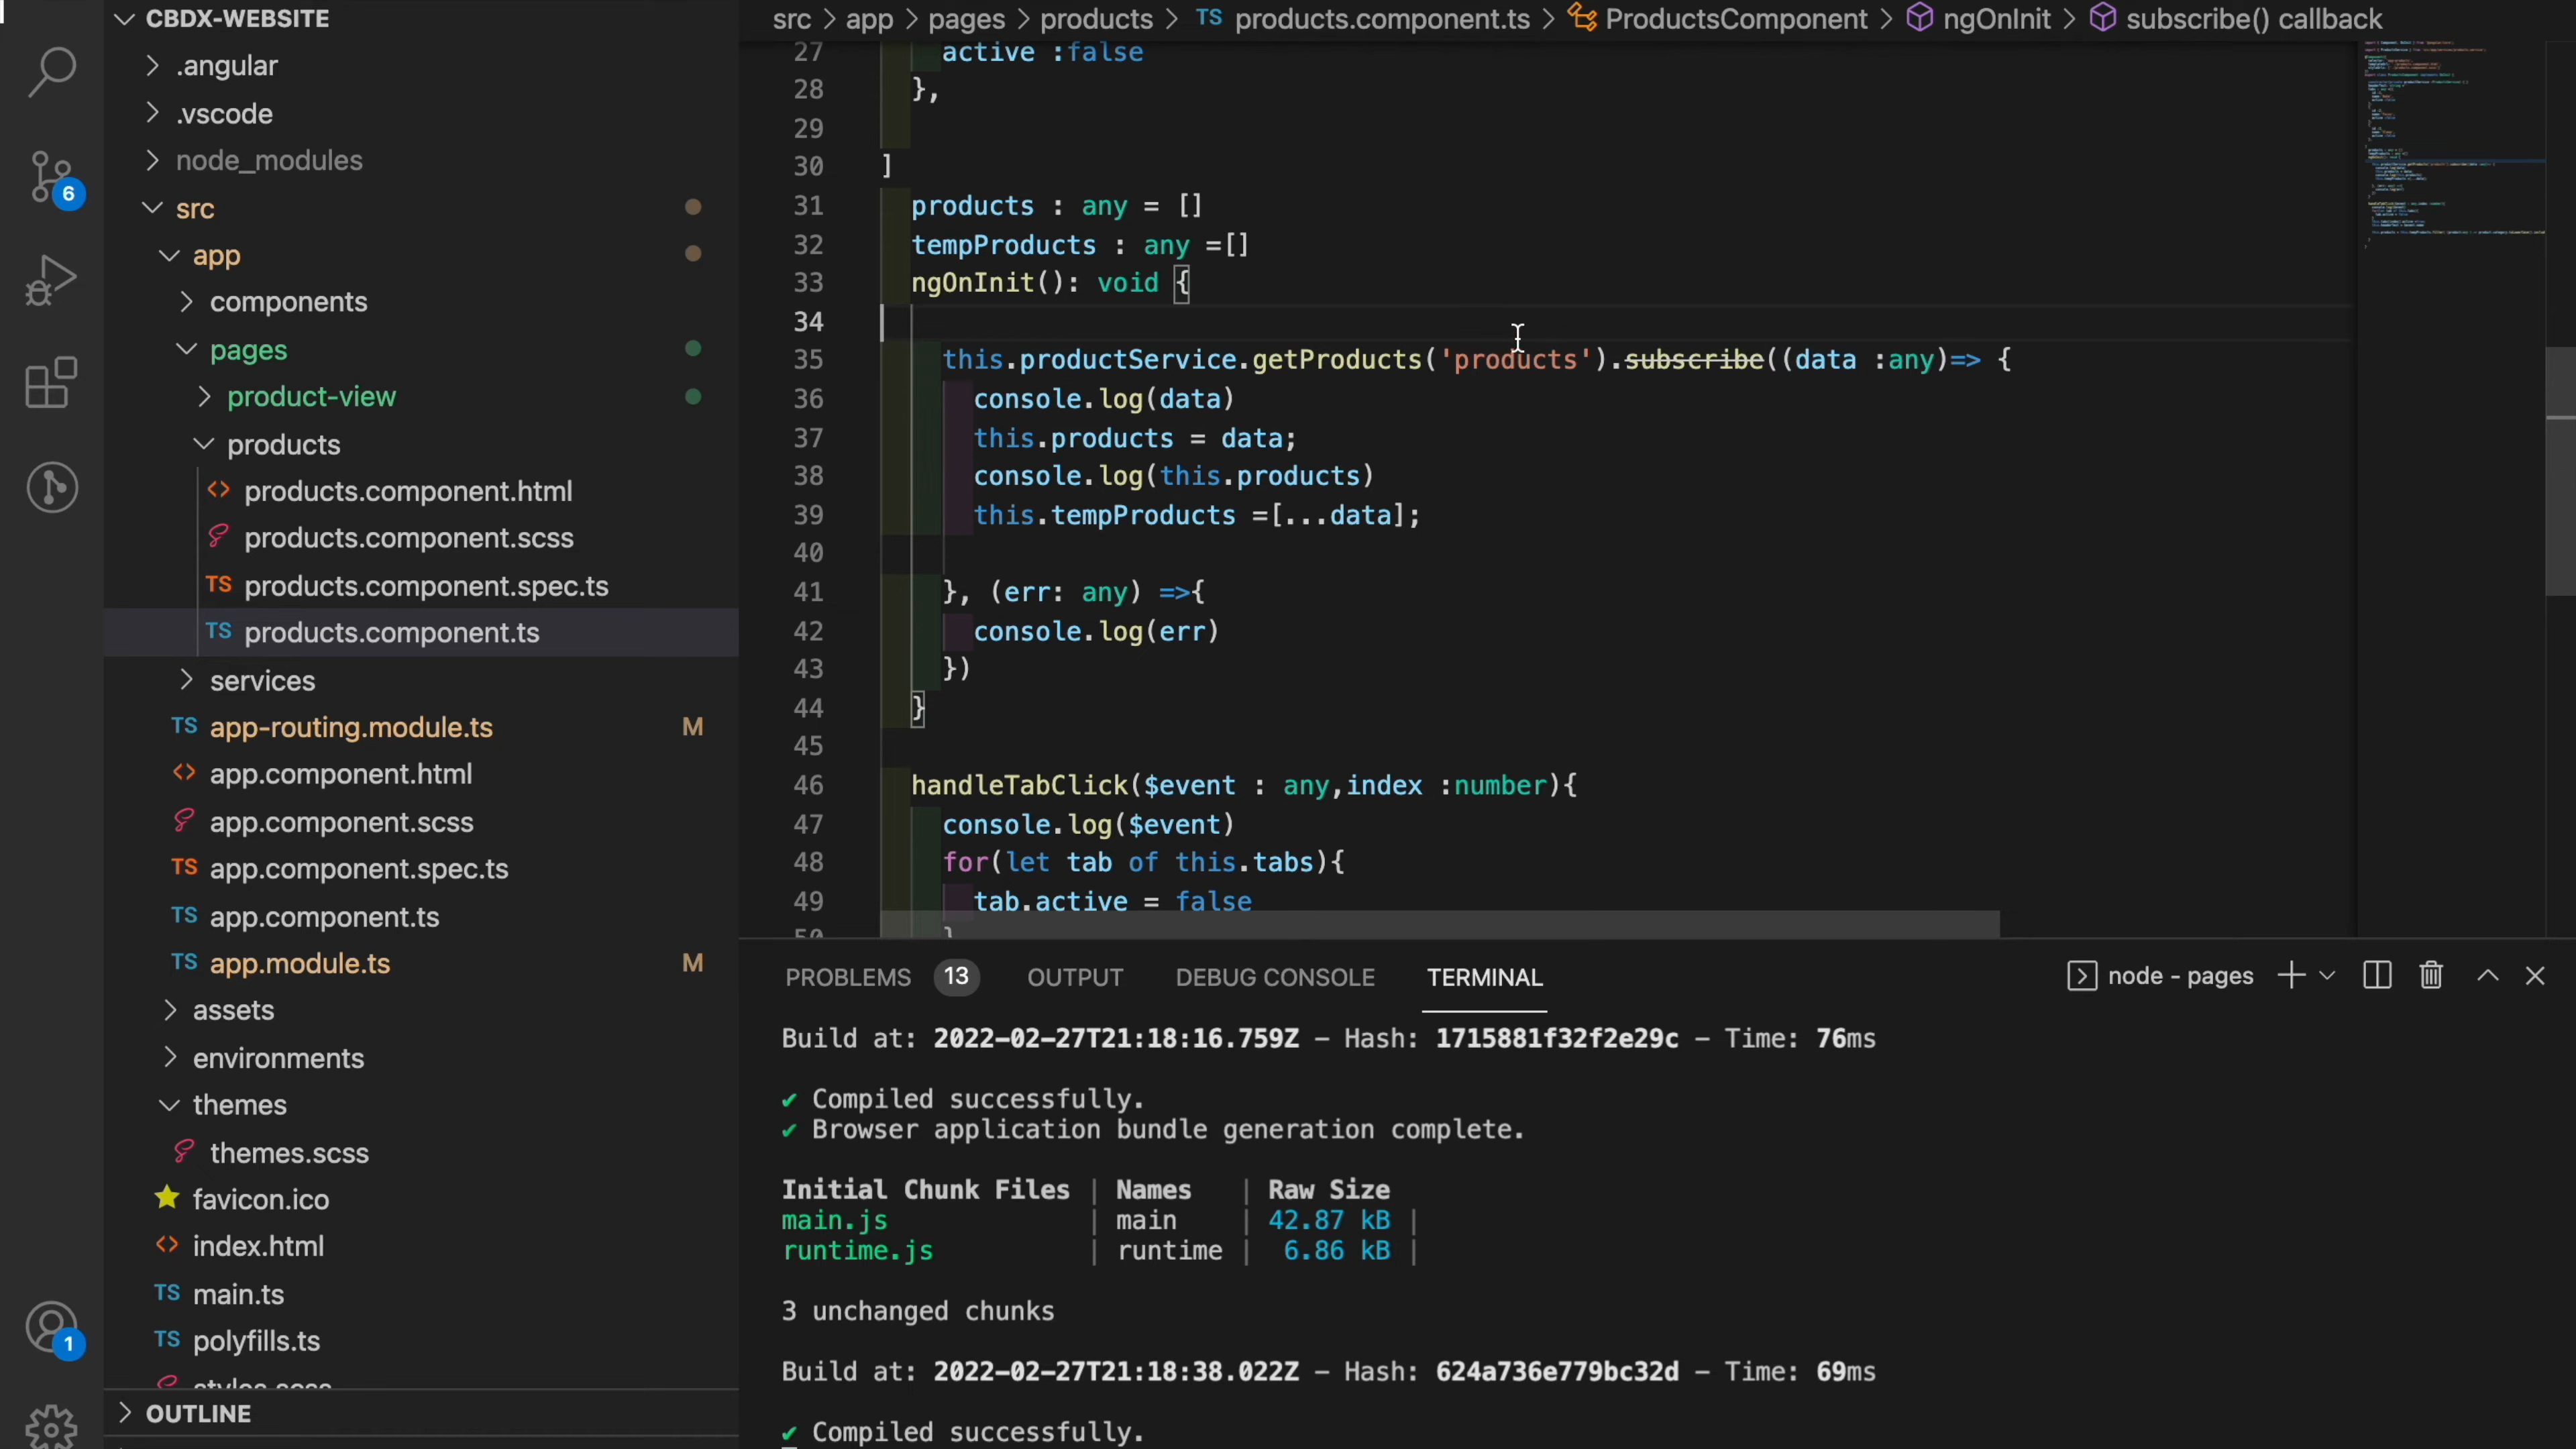 CBDX-WEBSITE
.angular
.vscode
node_modules
src
app
components
pages
product-view
products
products.component.html
products.component.scss
TS products.component.spec.ts
TS products.component.ts
services
TS app-routing.module.ts M
app.component.html
app.component.scss
TS app.component.spec.ts
TS app.component.ts
TS app.module.ts M
assets
environments
themes
themes.scss
favicon.ico
index.html
TS main.ts
TS polyfills.ts
styles.scss
OUTLINE
6
1
src > app > pages > products > TS products.component.ts > ProductsComponent > ngOnInit > subscribe() callback
27 active :false
28 },
29
30 ]
31 products : any = []
32 tempProducts : any =[]
33 ngOnInit(): void {
34
35 this.productService.getProducts('products').subscribe((data :any)=> {
36 console.log(data)
37 this.products = data;
38 console.log(this.products)
39 this.tempProducts =[...data];
40
41 }, (err: any) =>{
42 console.log(err)
43 })
44 }
45
46 handleTabClick($event : any,index :number){
47 console.log($event)
48 for(let tab of this.tabs){
49 tab.active = false
50 }
PROBLEMS 13 OUTPUT DEBUG CONSOLE TERMINAL node - pages
Build at: 2022-02-27T21:18:16.759Z - Hash: 1715881f32f2e29c - Time: 76ms
✔ Compiled successfully.
✔ Browser application bundle generation complete.
Initial Chunk Files | Names | Raw Size
main.js | main | 42.87 kB |
runtime.js | runtime | 6.86 kB |
3 unchanged chunks
Build at: 2022-02-27T21:18:38.022Z - Hash: 624a736e779bc32d - Time: 69ms
✔ Compiled successfully.